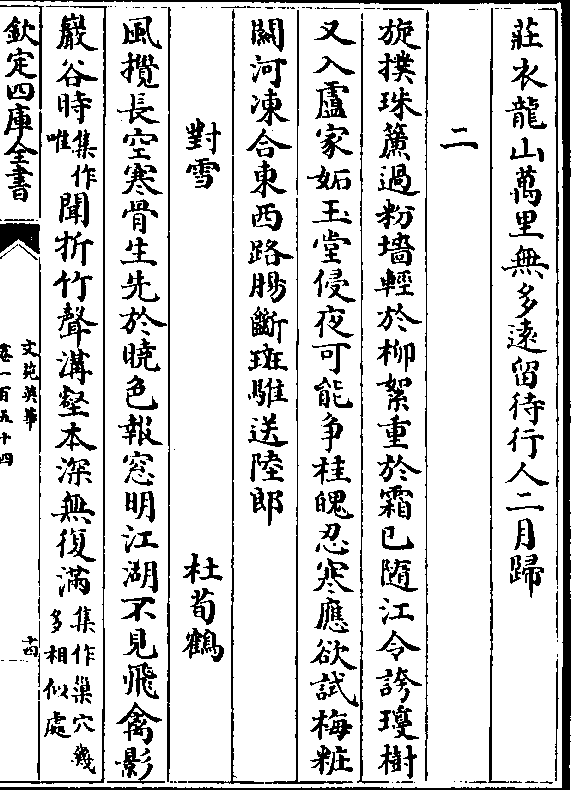 莊衣龍山萬里無多逺留待行人二月歸
二
旋撲珠簾過粉墻輕於柳絮重於霜已隨江令誇瓊樹
又入盧家妬玉堂侵夜可能争桂魄忍寒應欲試梅粧
闗河凍合東西路腸斷斑騅送陸郎
對雪 杜荀鶴
風攪長空寒骨生先於曉色報窓明江湖不見飛禽影
巖谷時集作唯聞折竹聲溝壑本深無復滿集作巢穴幾多相似處
欽定四庫全書
文苑英華
卷一百五十四
十四